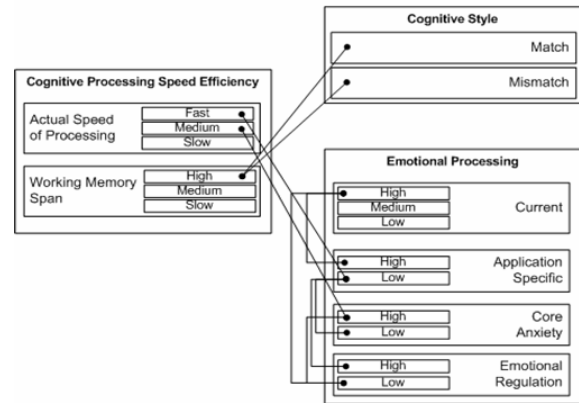 Cognitive Style
Match
Mismatch
Cognitive Processing Speed Efficiency
Actual Speed
of Processing
Fast
Medium
Slow
Working Memory
Span
High
Medium
Slow
Emotional Processing
High
Medium
Low
Current
High
Low
Application
Specific
High
Low
Core
Anxiety
High
Low
Emotional
Regulation